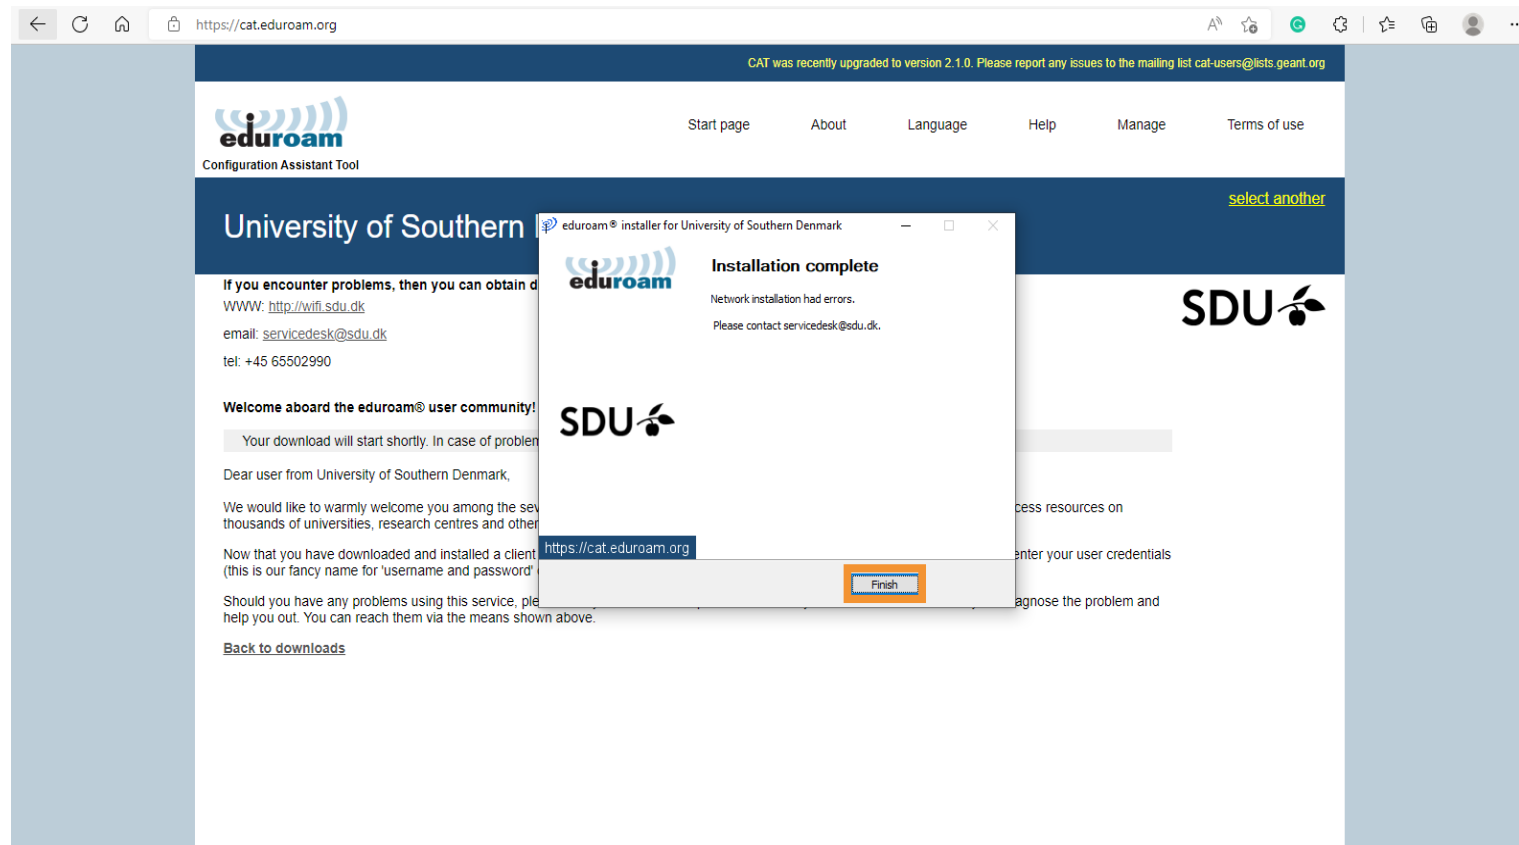 https://cat.eduroam.org
CAT was recently upgraded to version 2.1.0. Please report any issues to the mailing list cat-users@lists.geant.org
eduroam
Configuration Assistant Tool
Start page About Language Help Manage Terms of use
select another
University of Southern
If you encounter problems, then you can obtain d
WWW: http://wifi.sdu.dk
email: servicedesk@sdu.dk
tel: +45 65502990
SDU
Welcome aboard the eduroam® user community!
Your download will start shortly. In case of problem
Dear user from University of Southern Denmark,
We would like to warmly welcome you among the sev cess resources on
thousands of universities, research centres and other
Now that you have downloaded and installed a client enter your user credentials
(this is our fancy name for 'username and password'
Should you have any problems using this service, ple agnose the problem and
help you out. You can reach them via the means shown above.
Back to downloads
eduroam® installer for University of Southern Denmark
eduroam
Installation complete
Network installation had errors.
Please contact servicedesk@sdu.dk.
SDU
https://cat.eduroam.org
Finish